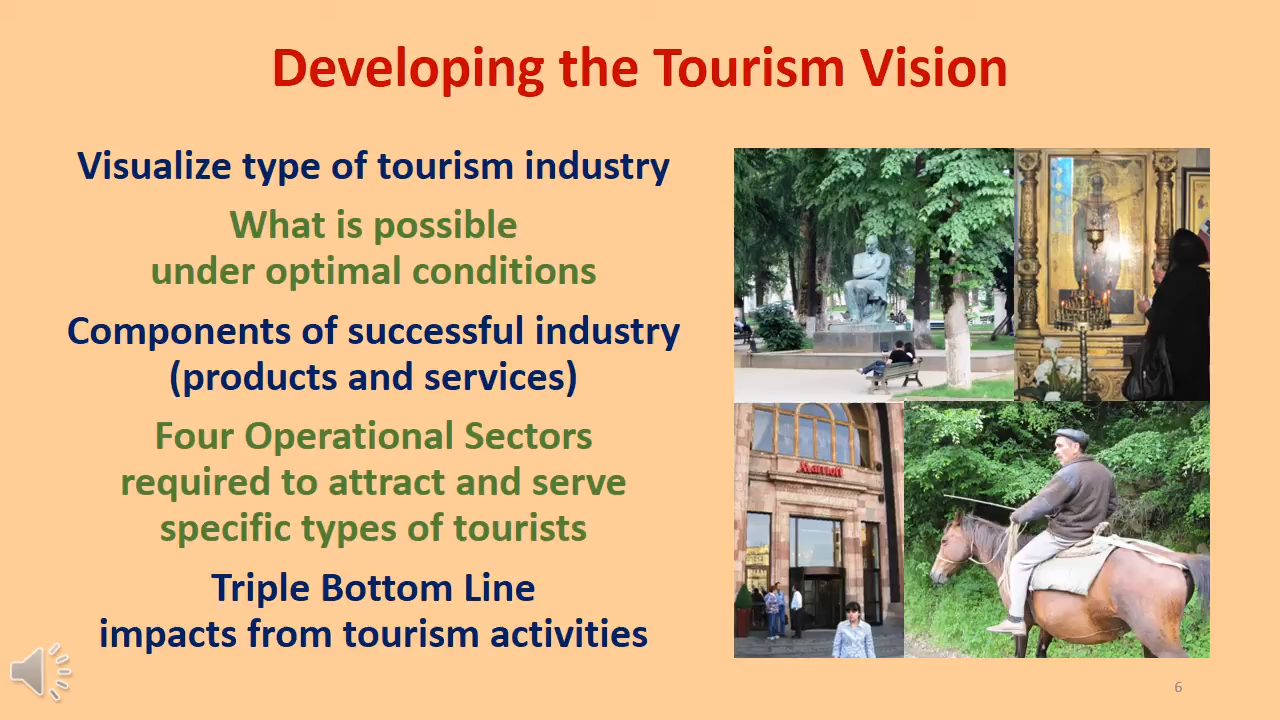 Developing the Tourism Vision
Visualize type of tourism industry
What is possible
under optimal conditions
Components of successful industry
(products and services)
Four Operational Sectors
required to attract and serve
specific types of tourists
Triple Bottom Line
impacts from tourism activities
Marriott
6